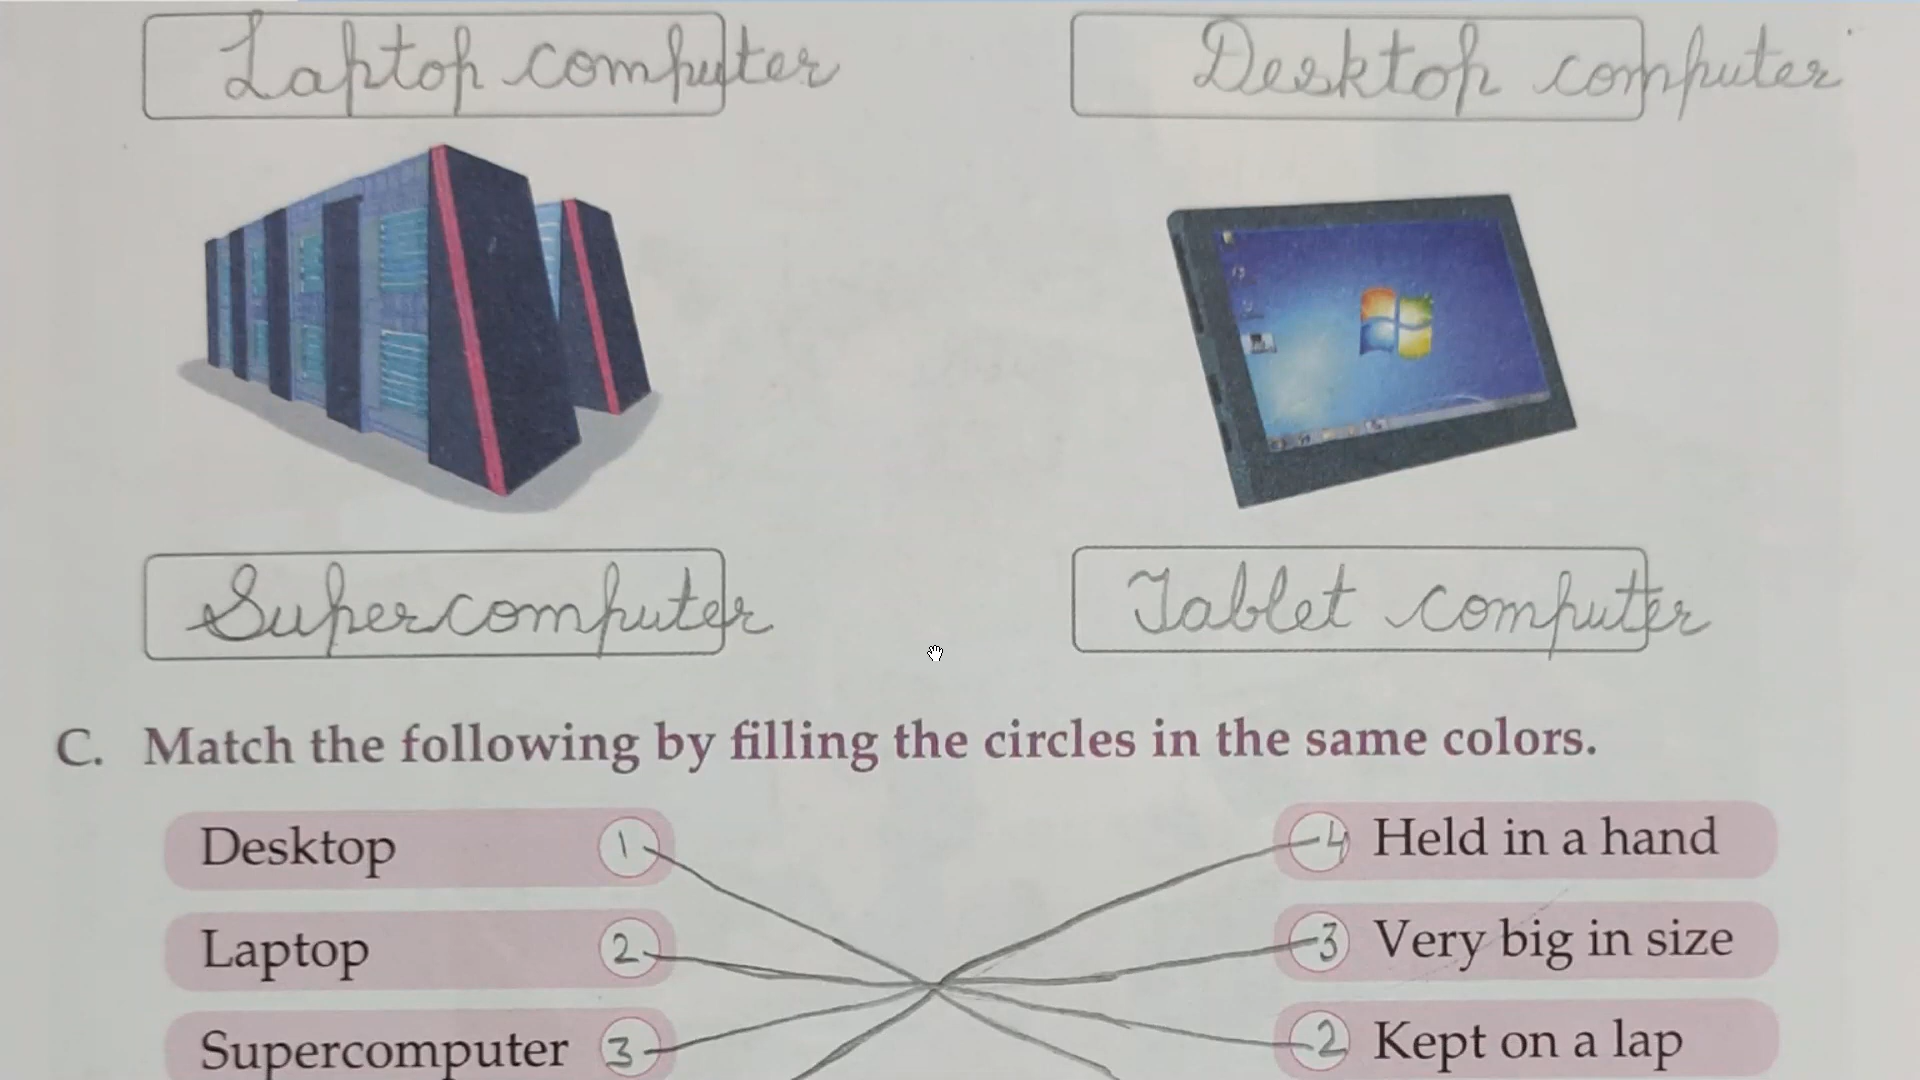 Laptop computer
Desktop computer
Supercomputer
Tablet computer
C. Match the following by filling the circles in the same colors.
Desktop 1
4 Held in a hand
Laptop 2
3 Very big in size
Supercomputer 3
2 Kept on a lap